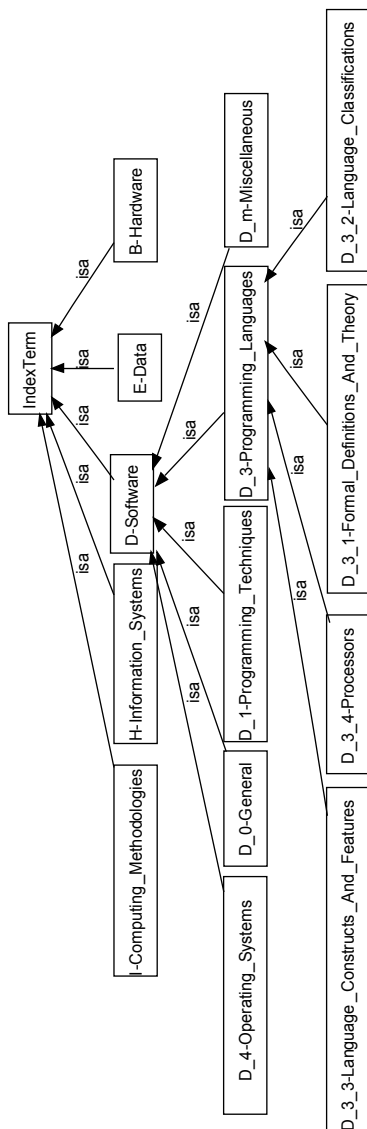 IndexTerm
isa
isa
isa
isa
isa
I-Computing_Methodologies
H-Information_Systems
D-Software
E-Data
B-Hardware
isa
isa
isa
isa
isa
D_4-Operating_Systems
D_0-General
D_1-Programming_Techniques
D_3-Programming_Languages
D_m-Miscellaneous
isa
isa
isa
isa
D_3_3-Language_Constructs_And_Features
D_3_4-Processors
D_3_1-Formal_Definitions_And_Theory
D_3_2-Language_Classifications